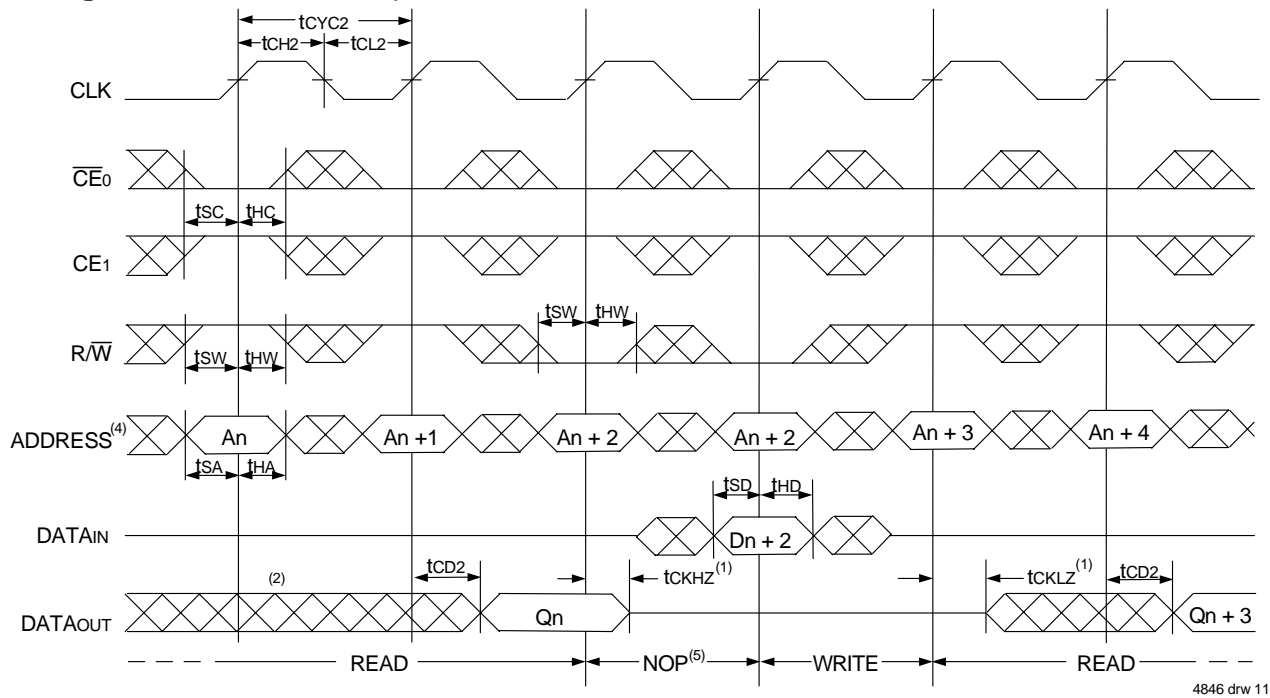 tCYC2
tCH2 tCL2
CLK
CE0
tSC tHC
CE1
tSW tHW
R/W
tSW tHW
ADDRESS(4) An An +1 An + 2 An + 2 An + 3 An + 4
tSA tHA
tSD tHD
DATAIN Dn + 2
tCD2 (2) tCKHZ(1) tCKLZ(1) tCD2
DATAOUT Qn Qn + 3
READ NOP(5) WRITE READ
4846 drw 11